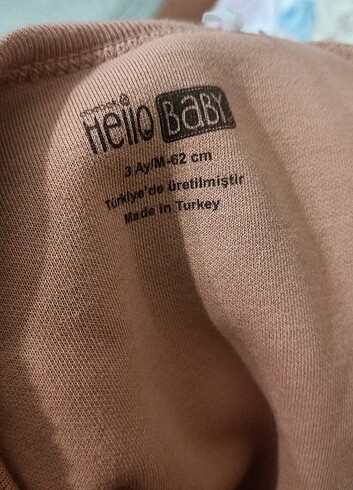 Hello BABY
3 Ay/M-62 cm
Türkiye'de üretilmiştir
Made in Turkey